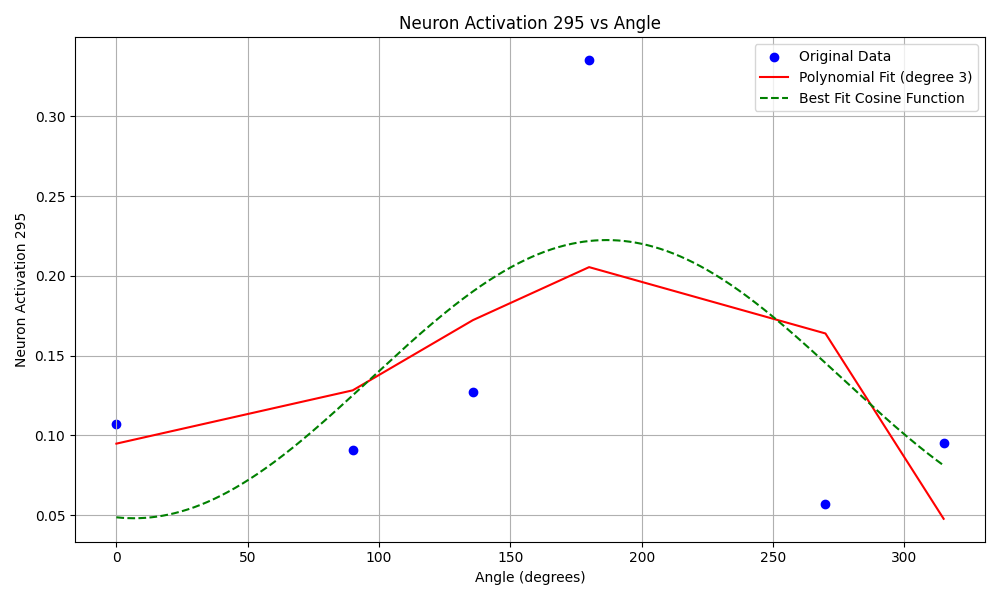 Neuron Activation 295 vs Angle
Original Data
Polynomial Fit (degree 3)
Best Fit Cosine Function
Neuron Activation 295
0.30
0.25
0.20
0.15
0.10
0.05
0 50 100 150 200 250 300
Angle (degrees)